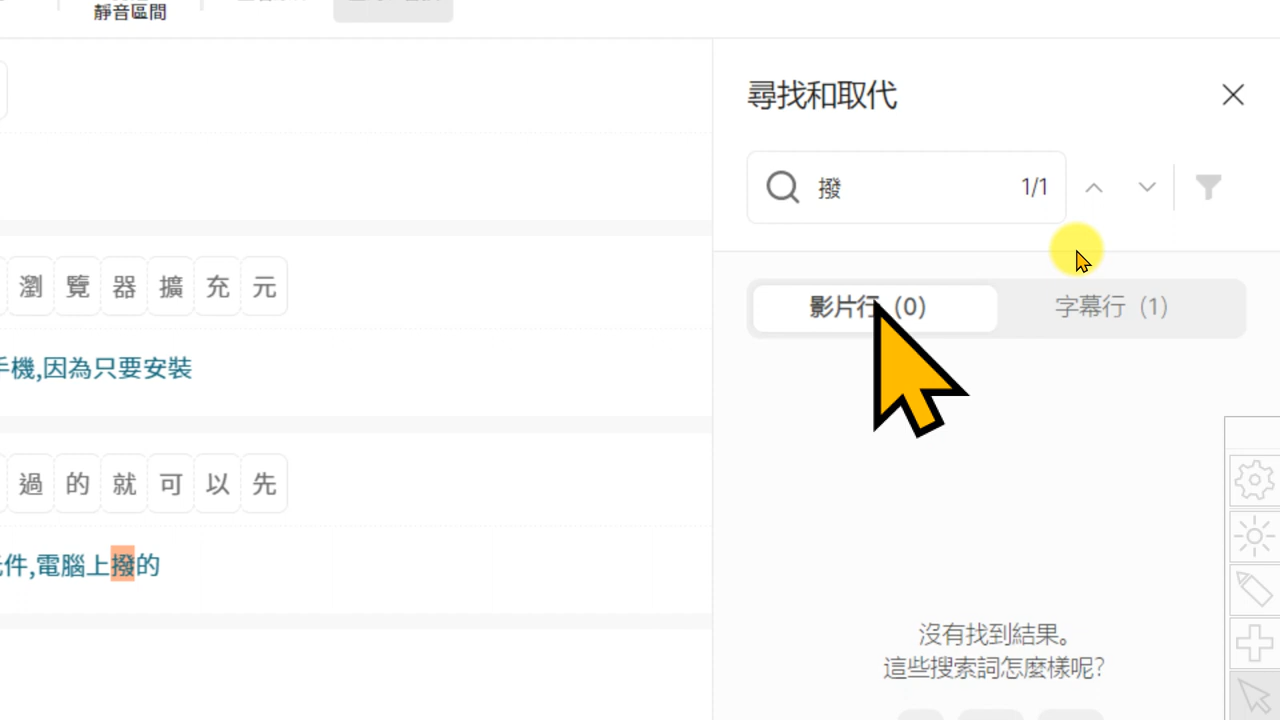 靜音區間
尋找和取代
撥 1/1
影片行 (0) 字幕行 (1)
瀏覽器擴充元
手機,因為只要安裝
過的就可以先
件,電腦上撥的
沒有找到結果。
這些搜索詞怎麼樣呢?